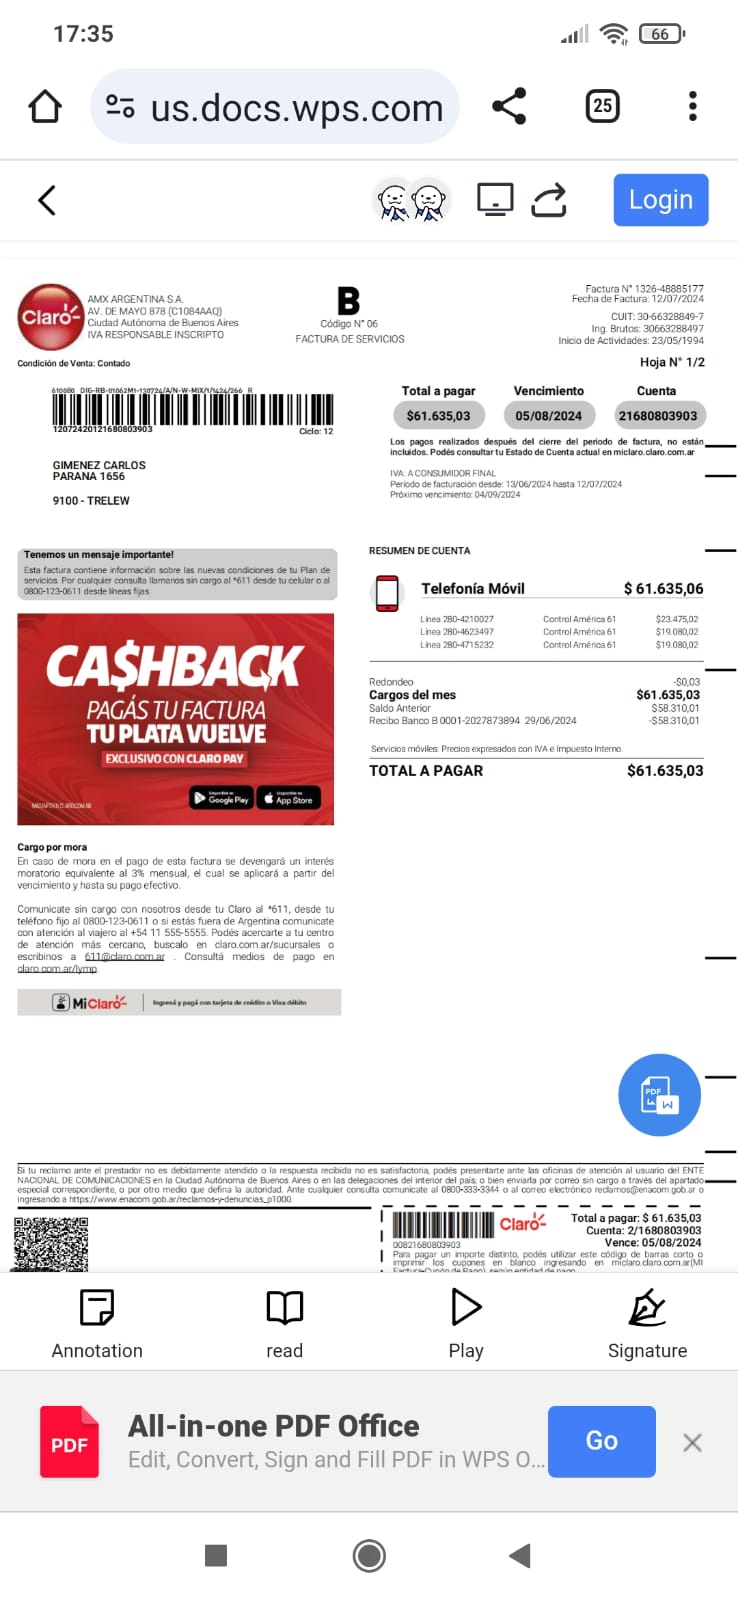 17:35
66
us.docs.wps.com
25
Login
Claro
AMX ARGENTINA S.A.
AV. DE MAYO 878 (C1084AAQ)
Ciudad Autónoma de Buenos Aires
IVA RESPONSABLE INSCRIPTO
B
Código N° 06
FACTURA DE SERVICIOS
Factura N° 1326-48885177
Fecha de Factura: 12/07/2024
CUIT: 30-66328849-7
Ing. Brutos: 30663288497
Inicio de Actividades: 23/05/1994
Condición de Venta: Contado
Hoja N° 1/2
610080 DIG-RB-01062M1-130724/A/N-W-MIX/1/1424/266 R
12072420121680803903
Ciclo: 12
Total a pagar
Vencimiento
Cuenta
$61.635,03
05/08/2024
21680803903
Los pagos realizados después del cierre del periodo de factura, no están
incluidos. Podés consultar tu Estado de Cuenta actual en miclaro.claro.com.ar
GIMENEZ CARLOS
PARANA 1656
9100 - TRELEW
IVA: A CONSUMIDOR FINAL
Período de facturación desde: 13/06/2024 hasta 12/07/2024
Próximo vencimiento: 04/09/2024
Tenemos un mensaje importante!
Esta factura contiene información sobre las nuevas condiciones de tu Plan de
servicios. Por cualquier consulta llamanos sin cargo al *611 desde tu celular o al
0800-123-0611 desde líneas fijas.
CA$HBACK
PAGÁS TU FACTURA
TU PLATA VUELVE
EXCLUSIVO CON CLARO PAY
Disponible en
Google Play
App Store
RESUMEN DE CUENTA
Telefonía Móvil $ 61.635,06
Línea 280-4210027 Control América 61 $23.475,02
Línea 280-4623497 Control América 61 $19.080,02
Línea 280-4715232 Control América 61 $19.080,02
Redondeo -$0,03
Cargos del mes $61.635,03
Saldo Anterior $58.310,01
Recibo Banco B 0001-2027873894 29/06/2024 -$58.310,01
Servicios móviles: Precios expresados con IVA e Impuesto Interno.
TOTAL A PAGAR $61.635,03
Cargo por mora
En caso de mora en el pago de esta factura se devengará un interés
moratorio equivalente al 3% mensual, el cual se aplicará a partir del
vencimiento y hasta su pago efectivo.
Comunicate sin cargo con nosotros desde tu Claro al *611, desde tu
teléfono fijo al 0800-123-0611 o si estás fuera de Argentina comunicate
con atención al viajero al +54 11 555-5555. Podés acercarte a tu centro
de atención más cercano, buscalo en claro.com.ar/sucursales o
escribinos a 611@claro.com.ar . Consultá medios de pago en
claro.com.ar/lymp.
MiClaro
Ingresá y pagá con tarjeta de crédito o Visa débito
PDF
W
Si tu reclamo ante el prestador no es debidamente atendido o la respuesta recibida no es satisfactoria, podés presentarte ante las oficinas de atención al usuario del ENTE
NACIONAL DE COMUNICACIONES en la Ciudad Autónoma de Buenos Aires o en las delegaciones del interior del país; o bien enviarla por correo sin cargo a través del apartado
especial correspondiente, o por otro medio que defina la autoridad. Ante cualquier consulta comunicate al 0800-333-3344 o al correo electrónico reclamos@enacom.gob.ar o
ingresando a https://www.enacom.gob.ar/reclamos-y-denuncias_p1000.
Claro
00821680803903
Total a pagar: $ 61.635,03
Cuenta: 2/1680803903
Vence: 05/08/2024
Para pagar un importe distinto, podés utilizar este código de barras corto o
imprimir los cupones en blanco ingresando en miclaro.claro.com.ar(MI
Factura-Cupón de Pago) según entidad de pago.
Annotation
read
Play
Signature
PDF
All-in-one PDF Office
Edit, Convert, Sign and Fill PDF in WPS O...
Go